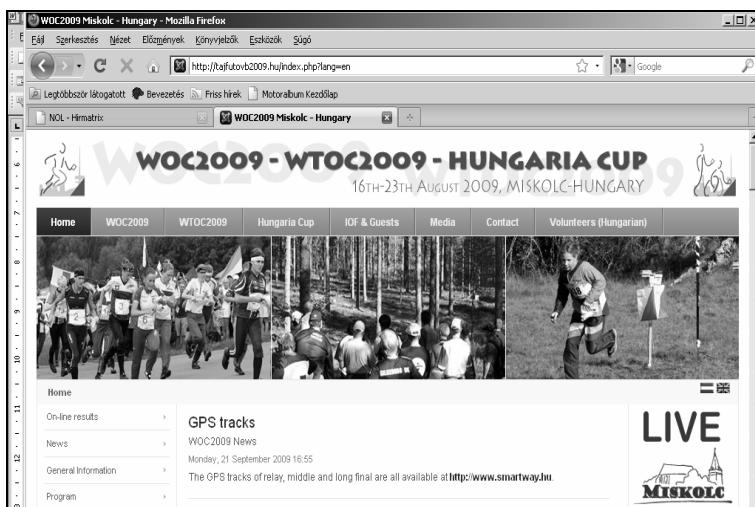 WOC2009 Miskolc - Hungary - Mozilla Firefox
Fájl Szerkesztés Nézet Előzmények Könyvjelzők Eszközök Súgó
http://tajfutovb2009.hu/index.php?lang=en
Google
Legtöbbször látogatott Bevezetés Friss hírek Motoralbum Kezdőlap
NOL - Hírmátrix WOC2009 Miskolc - Hungary
WOC2009 - WTOC2009 - HUNGARIA CUP
16TH-23TH AUGUST 2009, MISKOLC-HUNGARY
Home WOC2009 WTOC2009 Hungaria Cup IOF & Guests Media Contact Volunteers (Hungarian)
Home
On-line results
News
General Information
Program
GPS tracks
WOC2009 News
Monday, 21 September 2009 16:55
The GPS tracks of relay, middle and long final are all available at http://www.smartway.hu.
LIVE
MISKOLC